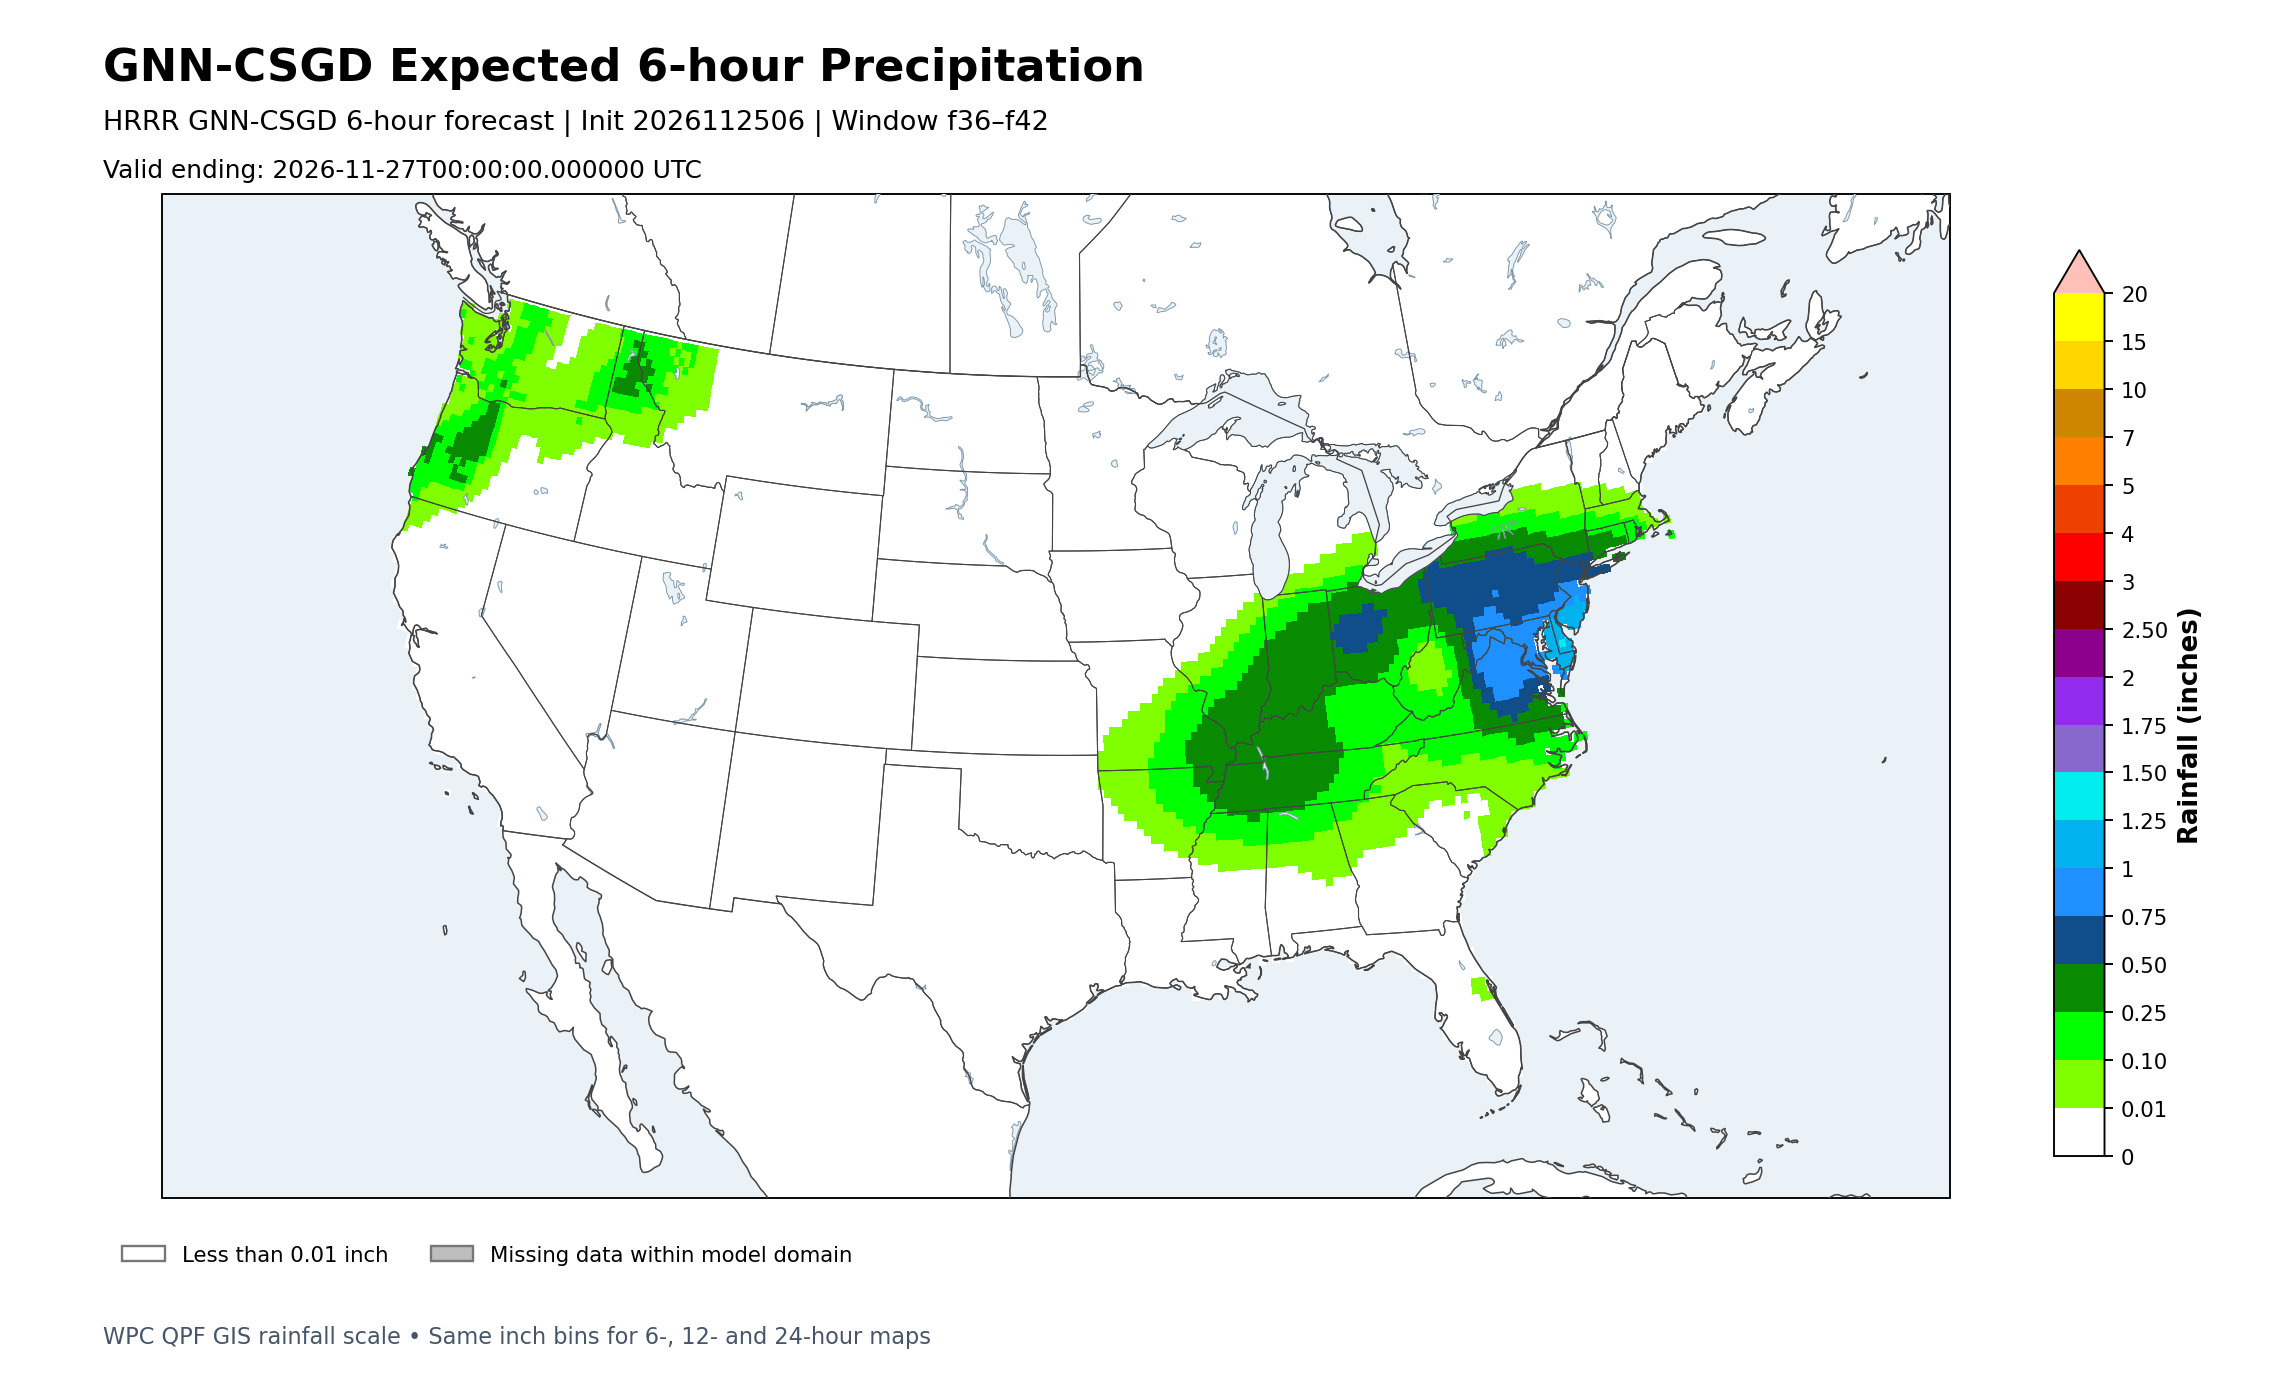 GNN-CSGD Expected 6-hour Precipitation
HRRR GNN-CSGD 6-hour forecast | Init 2026112506 | Window f36–f42
Valid ending: 2026-11-27T00:00:00.000000 UTC
20
15
10
7
5
4
3
2.50
2
1.75
1.50
1.25
1
0.75
0.50
0.25
0.10
0.01
0
Rainfall (inches)
Less than 0.01 inch
Missing data within model domain
WPC QPF GIS rainfall scale • Same inch bins for 6-, 12- and 24-hour maps